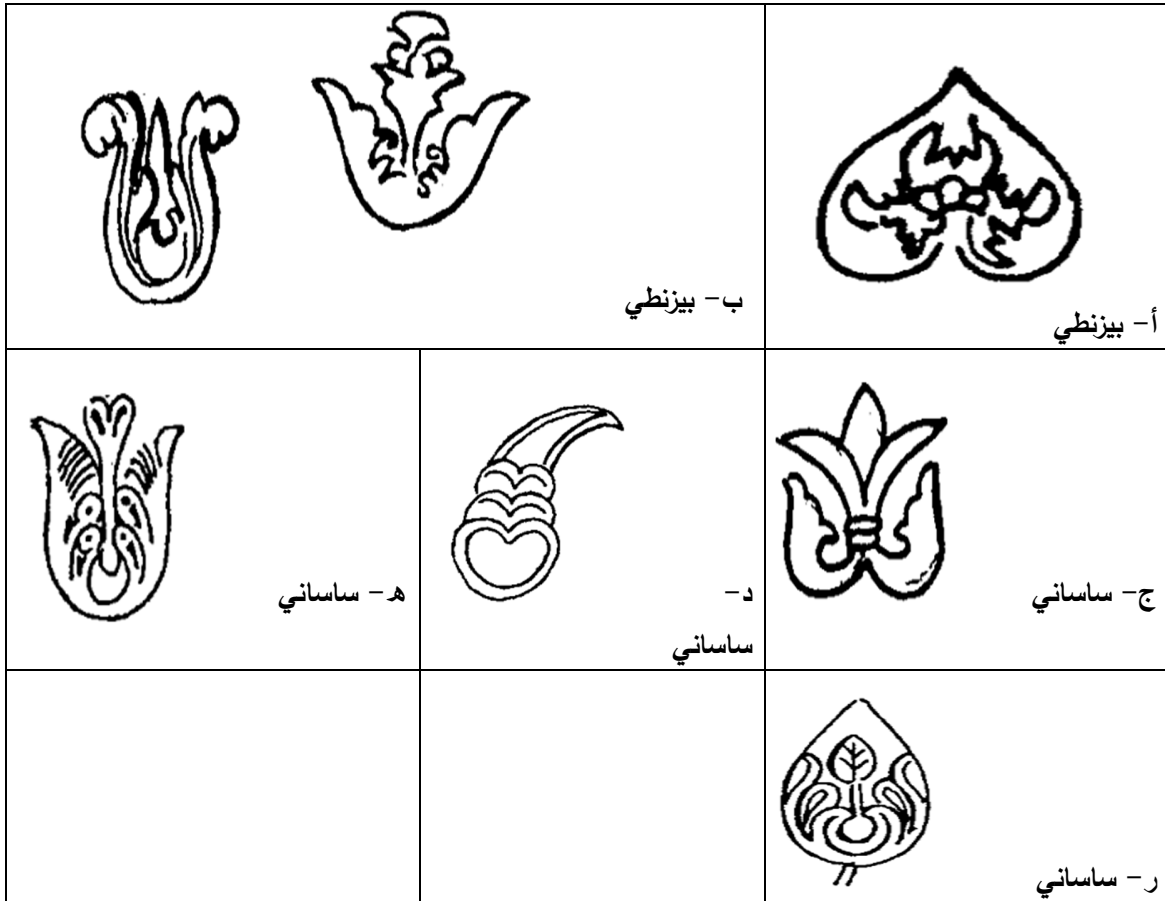 أ- بيزنطي
ب- بيزنطي
ج- ساساني
د-
ساساني
هـ- ساساني
ر- ساساني